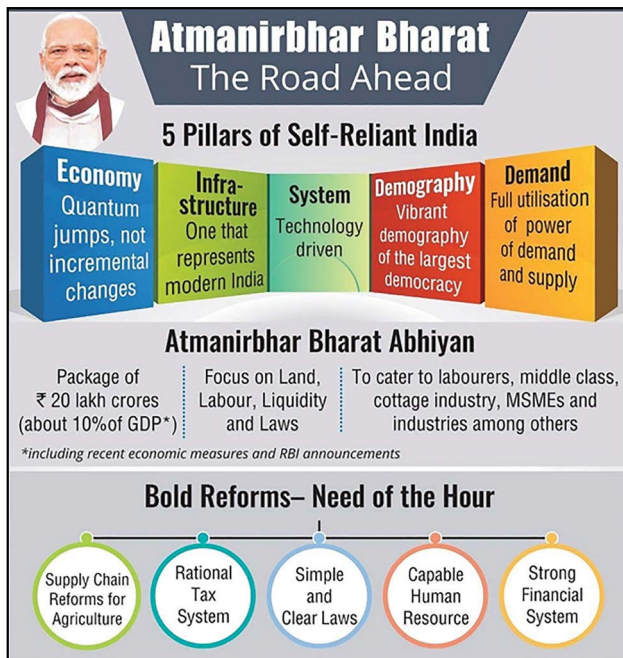 Atmanirbhar Bharat
The Road Ahead
5 Pillars of Self-Reliant India
Economy
Quantum
jumps, not
incremental
changes
Infra-
structure
One that
represents
modern India
System
Technology
driven
Demography
Vibrant
demography
of the largest
democracy
Demand
Full utilisation
of power
of demand
and supply
Atmanirbhar Bharat Abhiyan
Package of
₹ 20 lakh crores
(about 10%of GDP*)
Focus on Land,
Labour, Liquidity
and Laws
To cater to labourers, middle class,
cottage industry, MSMEs and
industries among others
*including recent economic measures and RBI announcements
Bold Reforms– Need of the Hour
Supply Chain
Reforms for
Agriculture
Rational
Tax
System
Simple
and
Clear Laws
Capable
Human
Resource
Strong
Financial
System